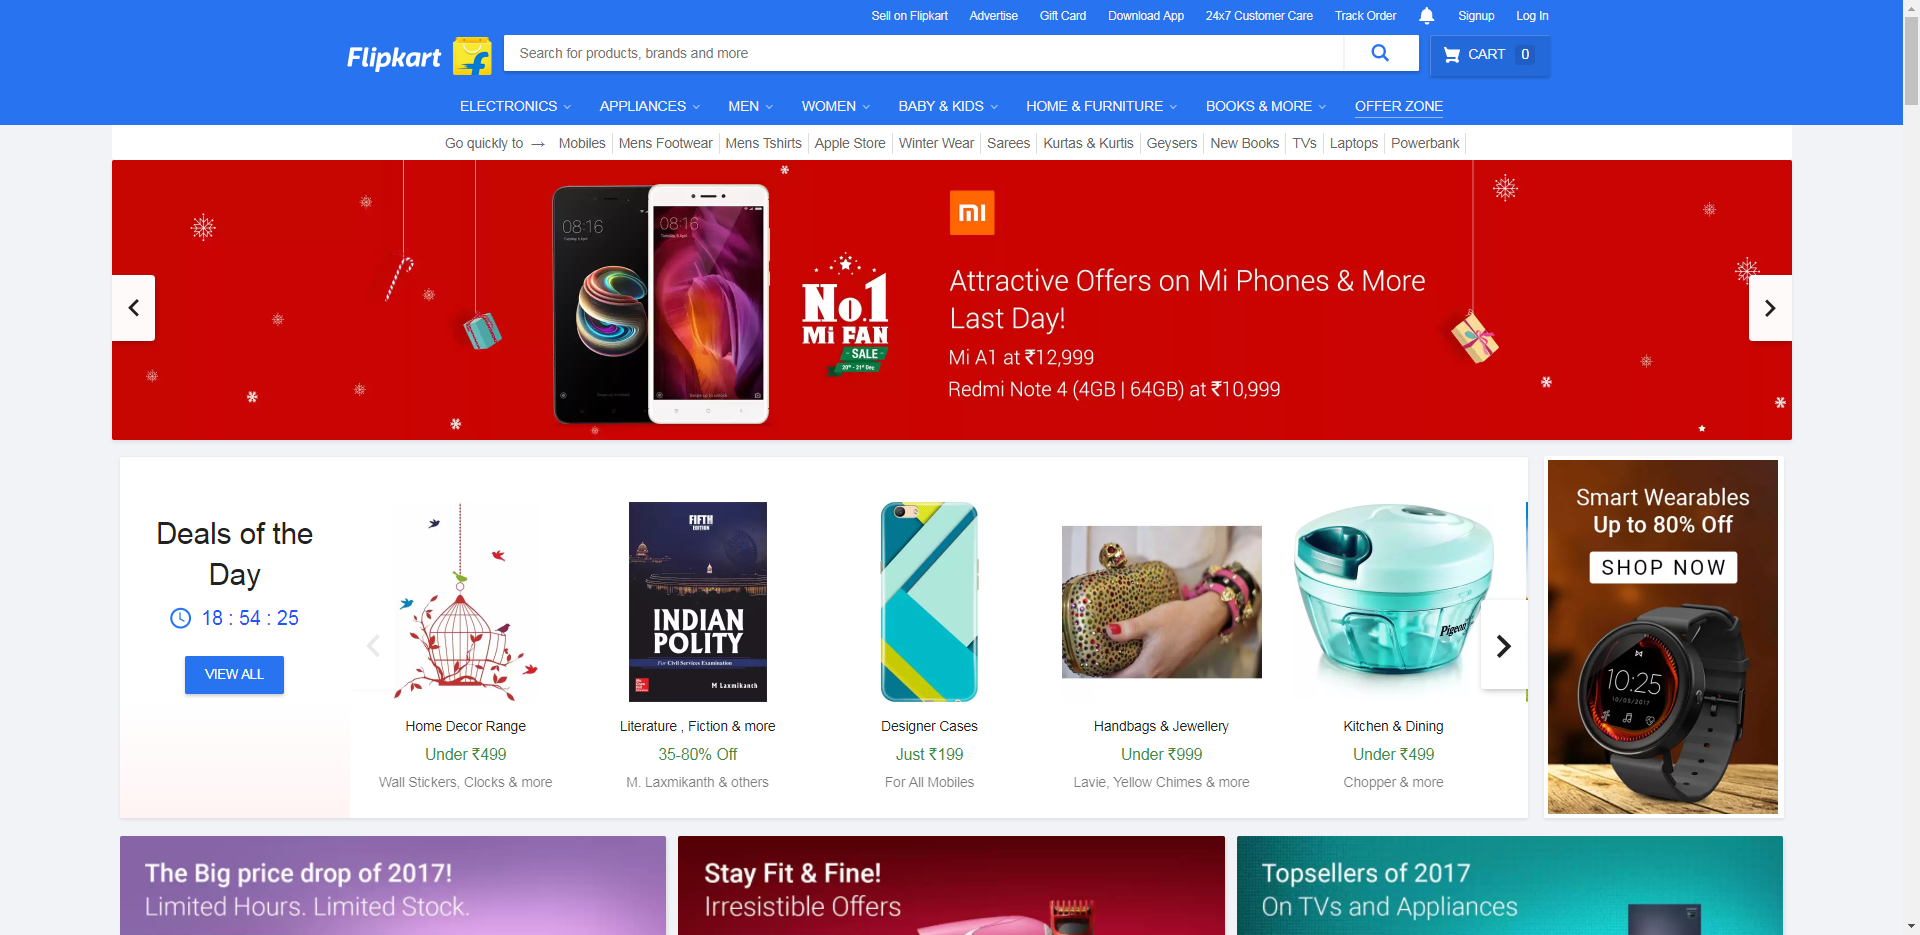 Sell on Flipkart Advertise Gift Card Download App 24x7 Customer Care Track Order Signup Log In
Flipkart Search for products, brands and more CART 0
ELECTRONICS APPLIANCES MEN WOMEN BABY & KIDS HOME & FURNITURE BOOKS & MORE OFFER ZONE
Go quickly to → Mobiles Mens Footwear Mens Tshirts Apple Store Winter Wear Sarees Kurtas & Kurtis Geysers New Books TVs Laptops Powerbank
08:16
08:16
No.1
Mi FAN
SALE
20th - 21st Dec
MI
Attractive Offers on Mi Phones & More
Last Day!
Mi A1 at ₹12,999
Redmi Note 4 (4GB | 64GB) at ₹10,999
Deals of the
Day
18 : 54 : 25
VIEW ALL
FIFTH
EDITION
INDIAN
POLITY
For Civil Services Examination
M Laxmikanth
Pigeon
Home Decor Range
Under ₹499
Wall Stickers, Clocks & more
Literature , Fiction & more
35-80% Off
M. Laxmikanth & others
Designer Cases
Just ₹199
For All Mobiles
Handbags & Jewellery
Under ₹999
Lavie, Yellow Chimes & more
Kitchen & Dining
Under ₹499
Chopper & more
Smart Wearables
Up to 80% Off
SHOP NOW
10:25
10/05/2017
The Big price drop of 2017!
Limited Hours. Limited Stock.
Stay Fit & Fine!
Irresistible Offers
Topsellers of 2017
On TVs and Appliances